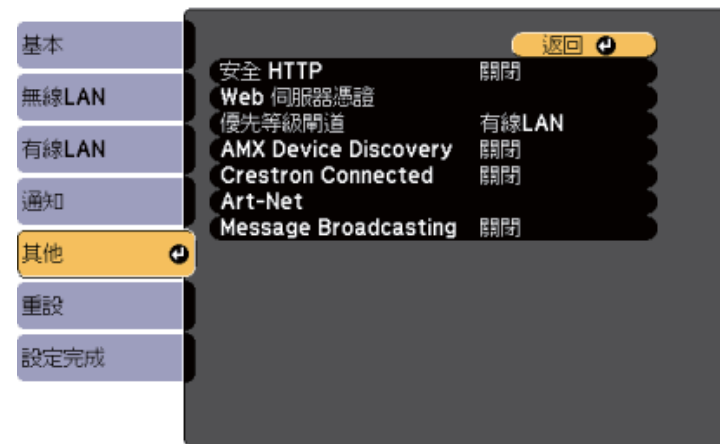 基本
無線LAN
有線LAN
通知
其他
重設
設定完成
返回
安全 HTTP 關閉
Web 伺服器憑證
優先等級閘道 有線LAN
AMX Device Discovery 關閉
Crestron Connected 關閉
Art-Net
Message Broadcasting 關閉